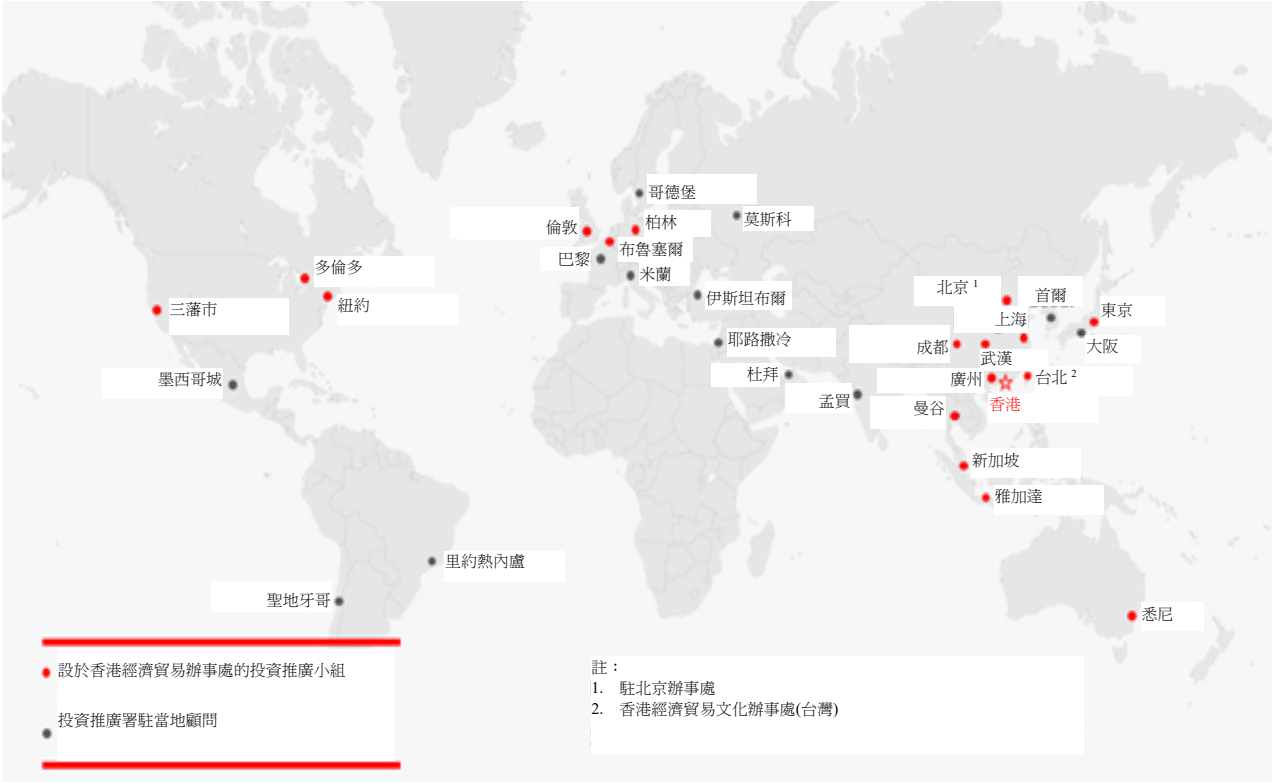 哥德堡
莫斯科
倫敦
柏林
布魯塞爾
巴黎
米蘭
伊斯坦布爾
多倫多
紐約
三藩市
北京 1
首爾
東京
上海
耶路撒冷
成都
武漢
大阪
墨西哥城
杜拜
孟買
廣州
台北 2
香港
曼谷
新加坡
雅加達
里約熱內盧
聖地牙哥
悉尼
設於香港經濟貿易辦事處的投資推廣小組
投資推廣署駐當地顧問
註：
1. 駐北京辦事處
2. 香港經濟貿易文化辦事處(台灣)